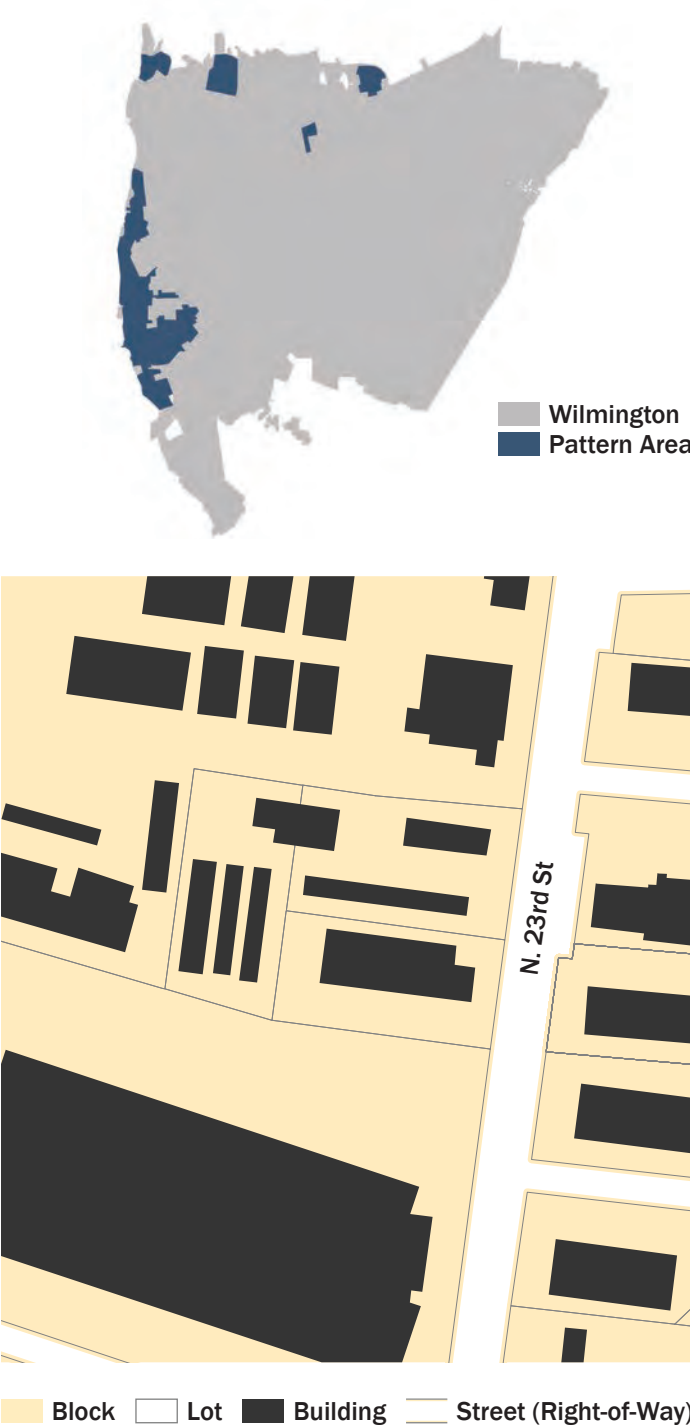 Wilmington
Pattern Area
N. 23rd St
Block Lot Building Street (Right-of-Way)